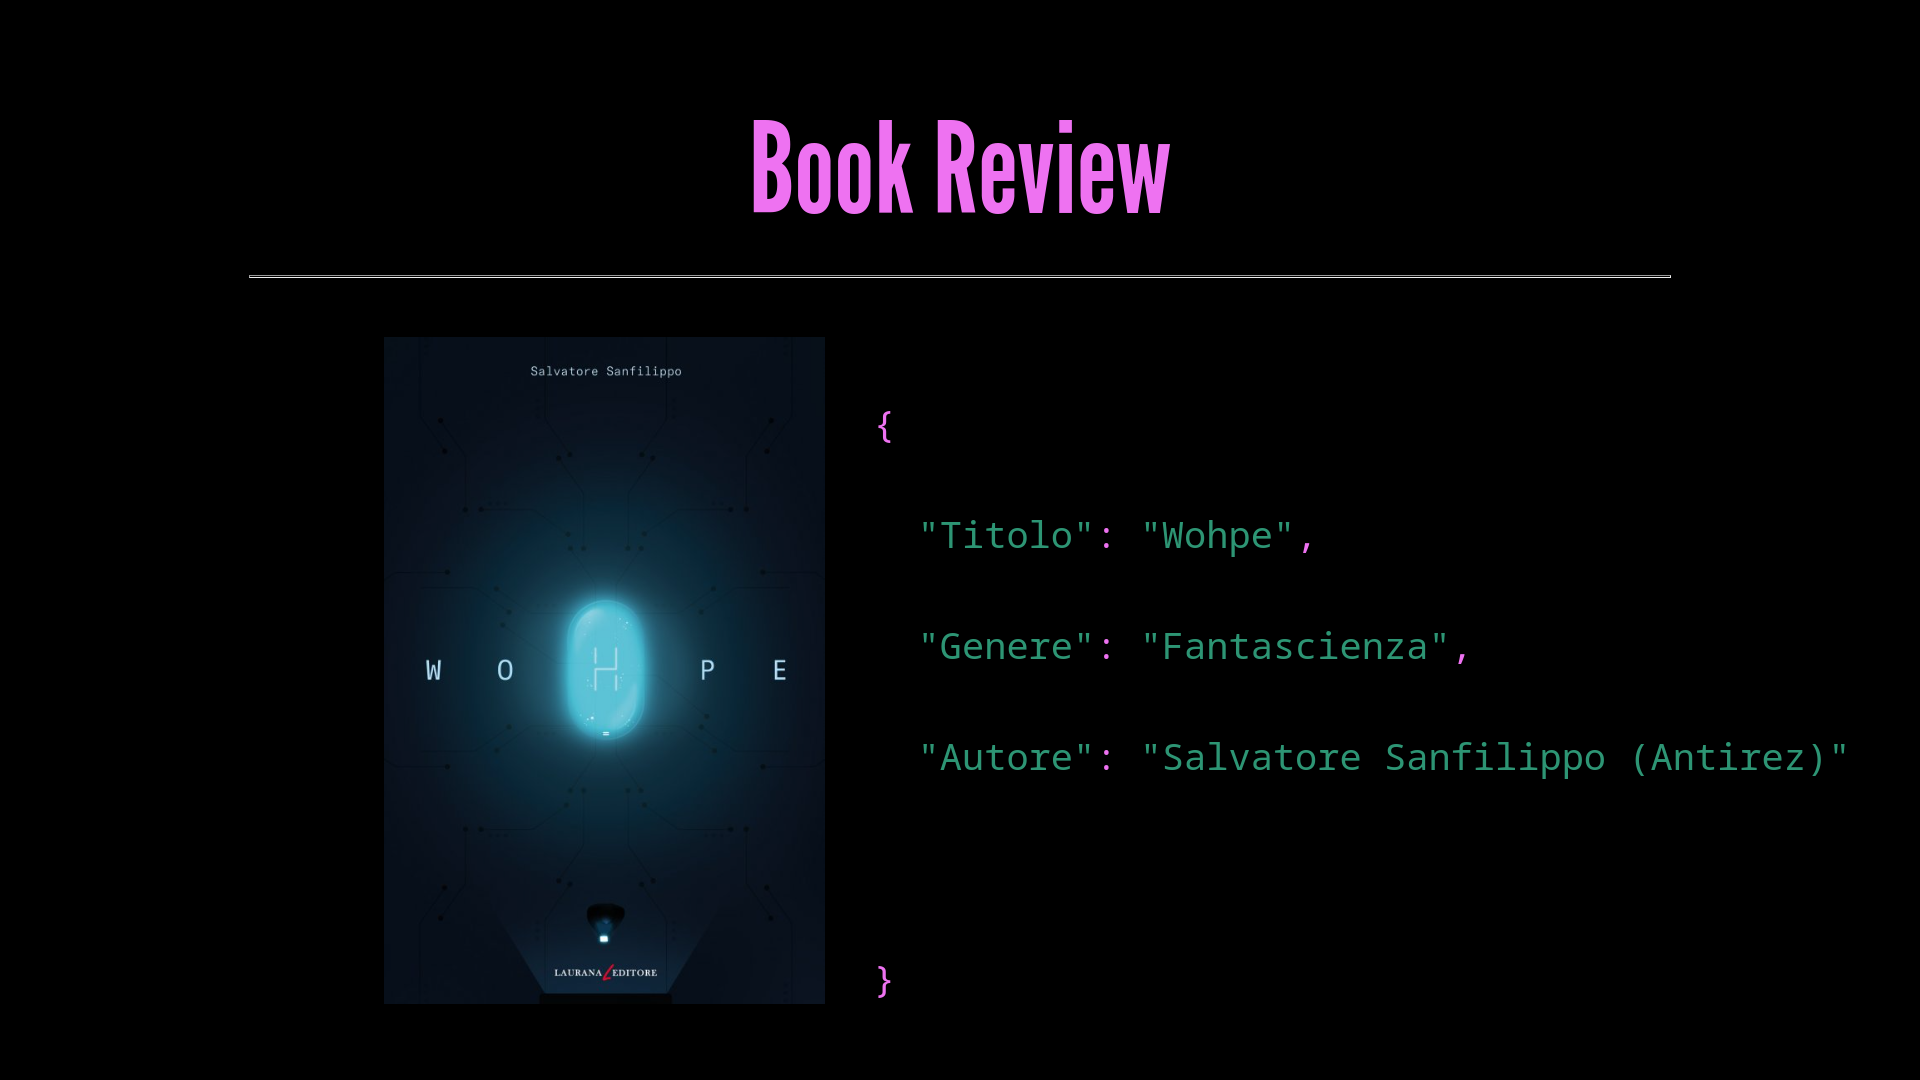 Book Review
Salvatore Sanfilippo
W O H P E
LAURANA EDITORE
{
"Titolo": "Wohpe",
"Genere": "Fantascienza",
"Autore": "Salvatore Sanfilippo (Antirez)"
}